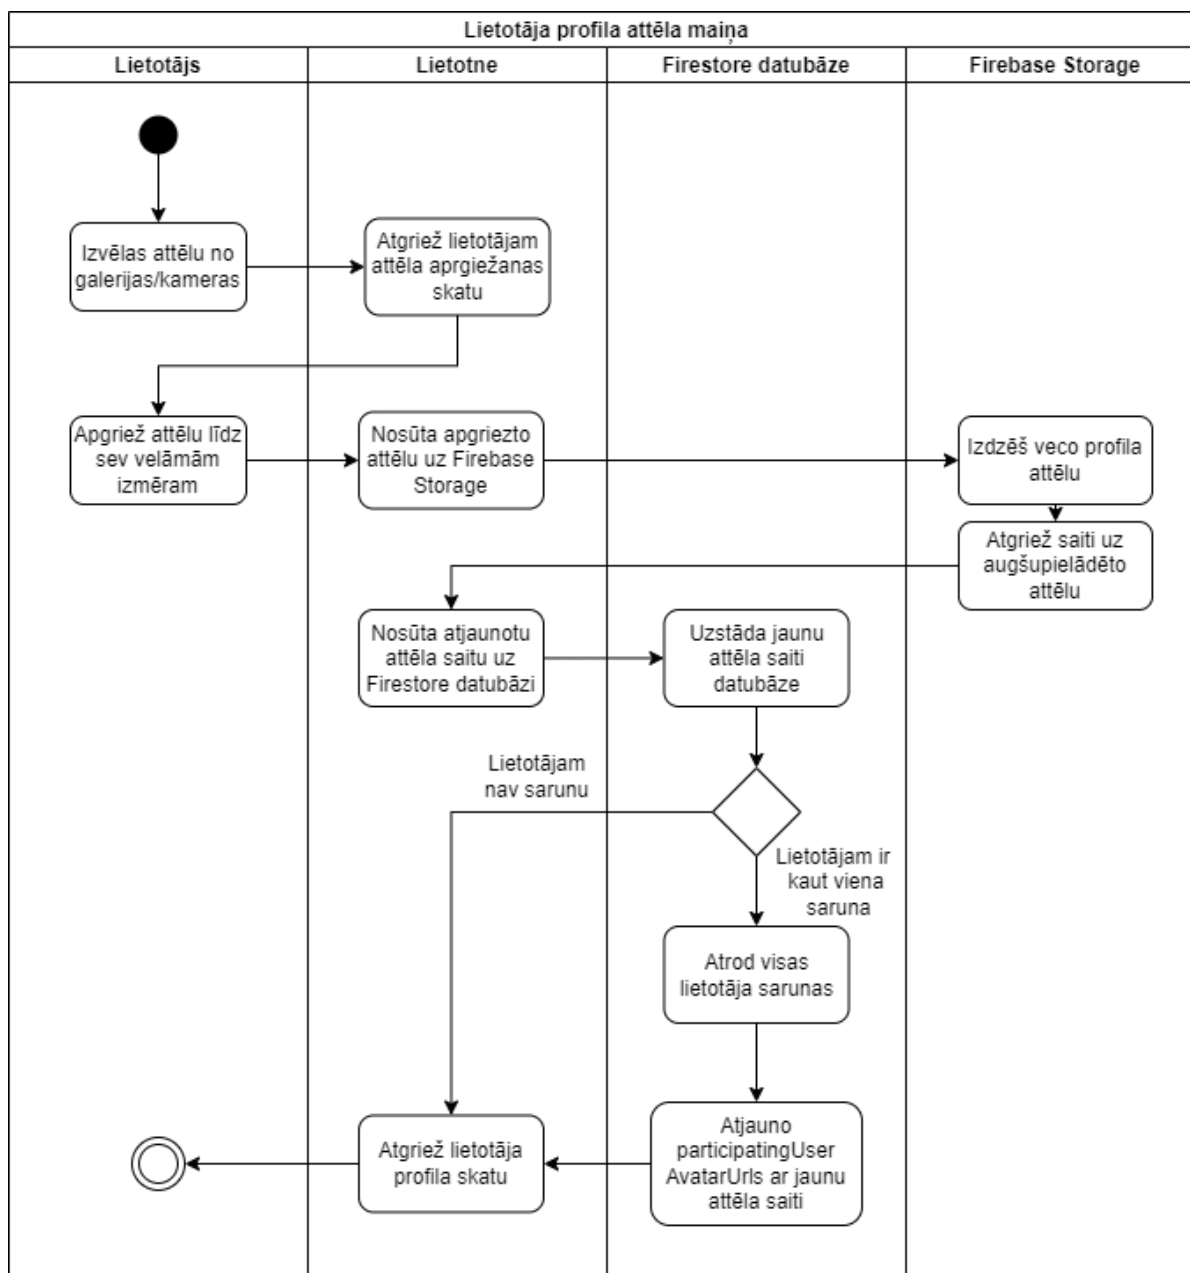 Lietotāja profila attēla maiņa
Lietotājs
Lietotne
Firestore datubāze
Firebase Storage
Izvēlas attēlu no
galerijas/kameras
Atgriež lietotājam
attēla aprgiežanas
skatu
Apgriež attēlu līdz
sev velāmām
izmēram
Nosūta apgriezto
attēlu uz Firebase
Storage
Izdzēš veco profila
attēlu
Atgriež saiti uz
augšupielādēto
attēlu
Nosūta atjaunotu
attēla saitu uz
Firestore datubāzi
Uzstāda jaunu
attēla saiti
datubāze
Lietotājam
nav sarunu
Lietotājam ir
kaut viena
saruna
Atrod visas
lietotāja sarunas
Atjauno
participatingUser
AvatarUrls ar jaunu
attēla saiti
Atgriež lietotāja
profila skatu